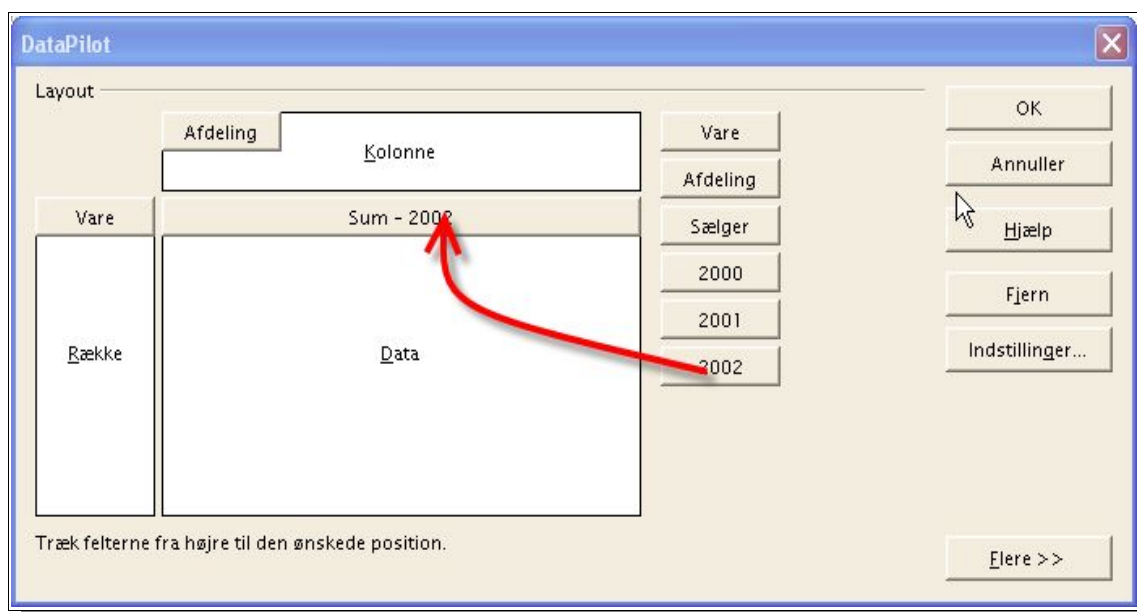 DataPilot
Layout
Afdeling
Kolonne
Vare
Sum - 2002
Række
Data
Vare
Afdeling
Sælger
2000
2001
2002
OK
Annuller
Hjælp
Fjern
Indstillinger...
Træk felterne fra højre til den ønskede position.
Flere >>